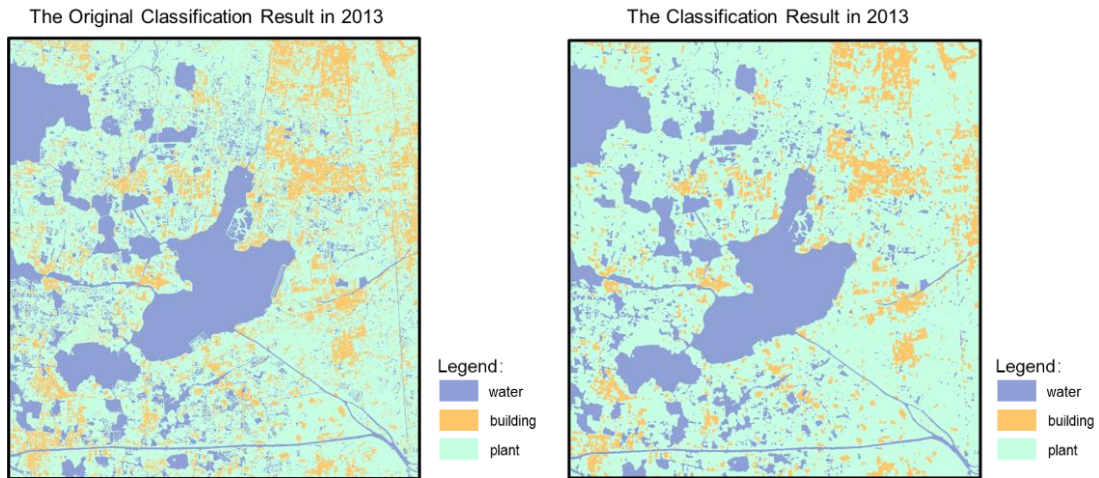 The Original Classification Result in 2013
The Classification Result in 2013
Legend:
water
building
plant
Legend:
water
building
plant